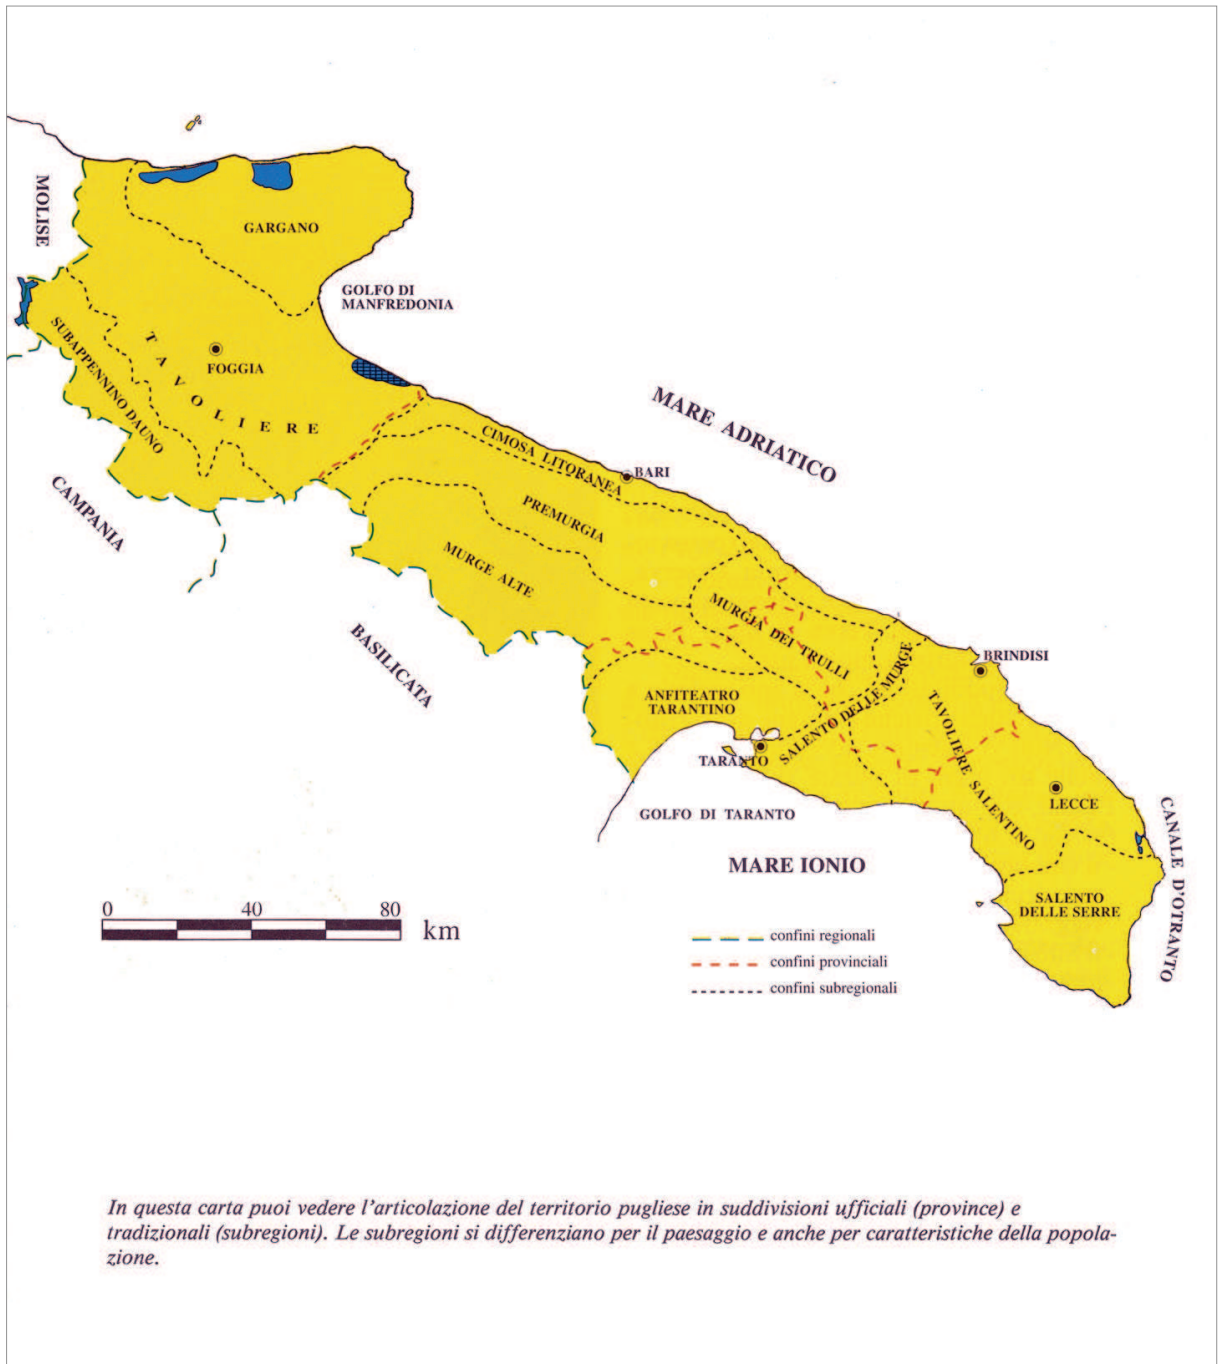 MOLISE
GARGANO
GOLFO DI
MANFREDONIA
SUBAPPENNINO DAUNO
TAVOLIERE
FOGGIA
MARE ADRIATICO
CIMOSA LITORANEA
BARI
CAMPANIA
PREMURGIA
MURGE ALTE
BASILICATA
MURGIA DEI TRULLI
BRINDISI
ANFITEATRO
TARANTINO
SALENTO DELLE MURGE
TAVOLIERE SALENTINO
TARANTO
LECCE
GOLFO DI TARANTO
CANALE D'OTRANTO
MARE IONIO
SALENTO
DELLE SERRE
0 40 80
km
confini regionali
confini provinciali
confini subregionali
In questa carta puoi vedere l'articolazione del territorio pugliese in suddivisioni ufficiali (province) e
tradizionali (subregioni). Le subregioni si differenziano per il paesaggio e anche per caratteristiche della popola-
zione.